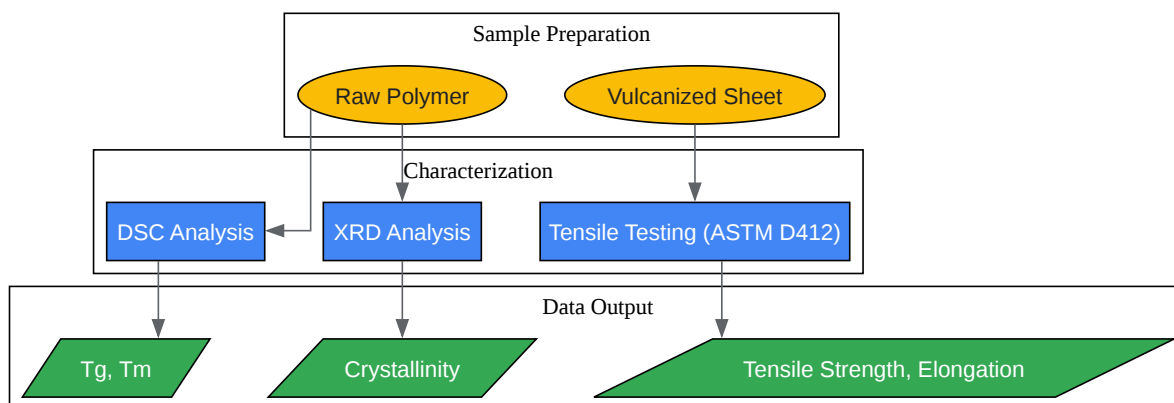 Sample Preparation
Raw Polymer
Vulcanized Sheet
Characterization
DSC Analysis
XRD Analysis
Tensile Testing (ASTM D412)
Data Output
Tg, Tm
Crystallinity
Tensile Strength, Elongation